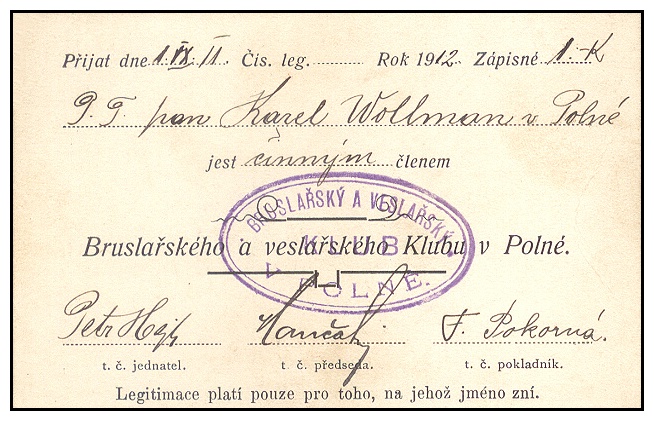 Přijat dne 1. IX. 11. Čís. leg. ............ Rok 1912. Zápisné 1.-K
P. T. pan Karel Wollman v Polné
jest činným členem
BRUSLAŘSKÝ A VESLAŘSKÝ
KLUB
V POLNÉ.
Bruslařského a veslařského Klubu v Polné.
Petr F. Pokorná.
t. č. jednatel. t. č. předseda. t. č. pokladník.
Legitimace platí pouze pro toho, na jehož jméno zní.